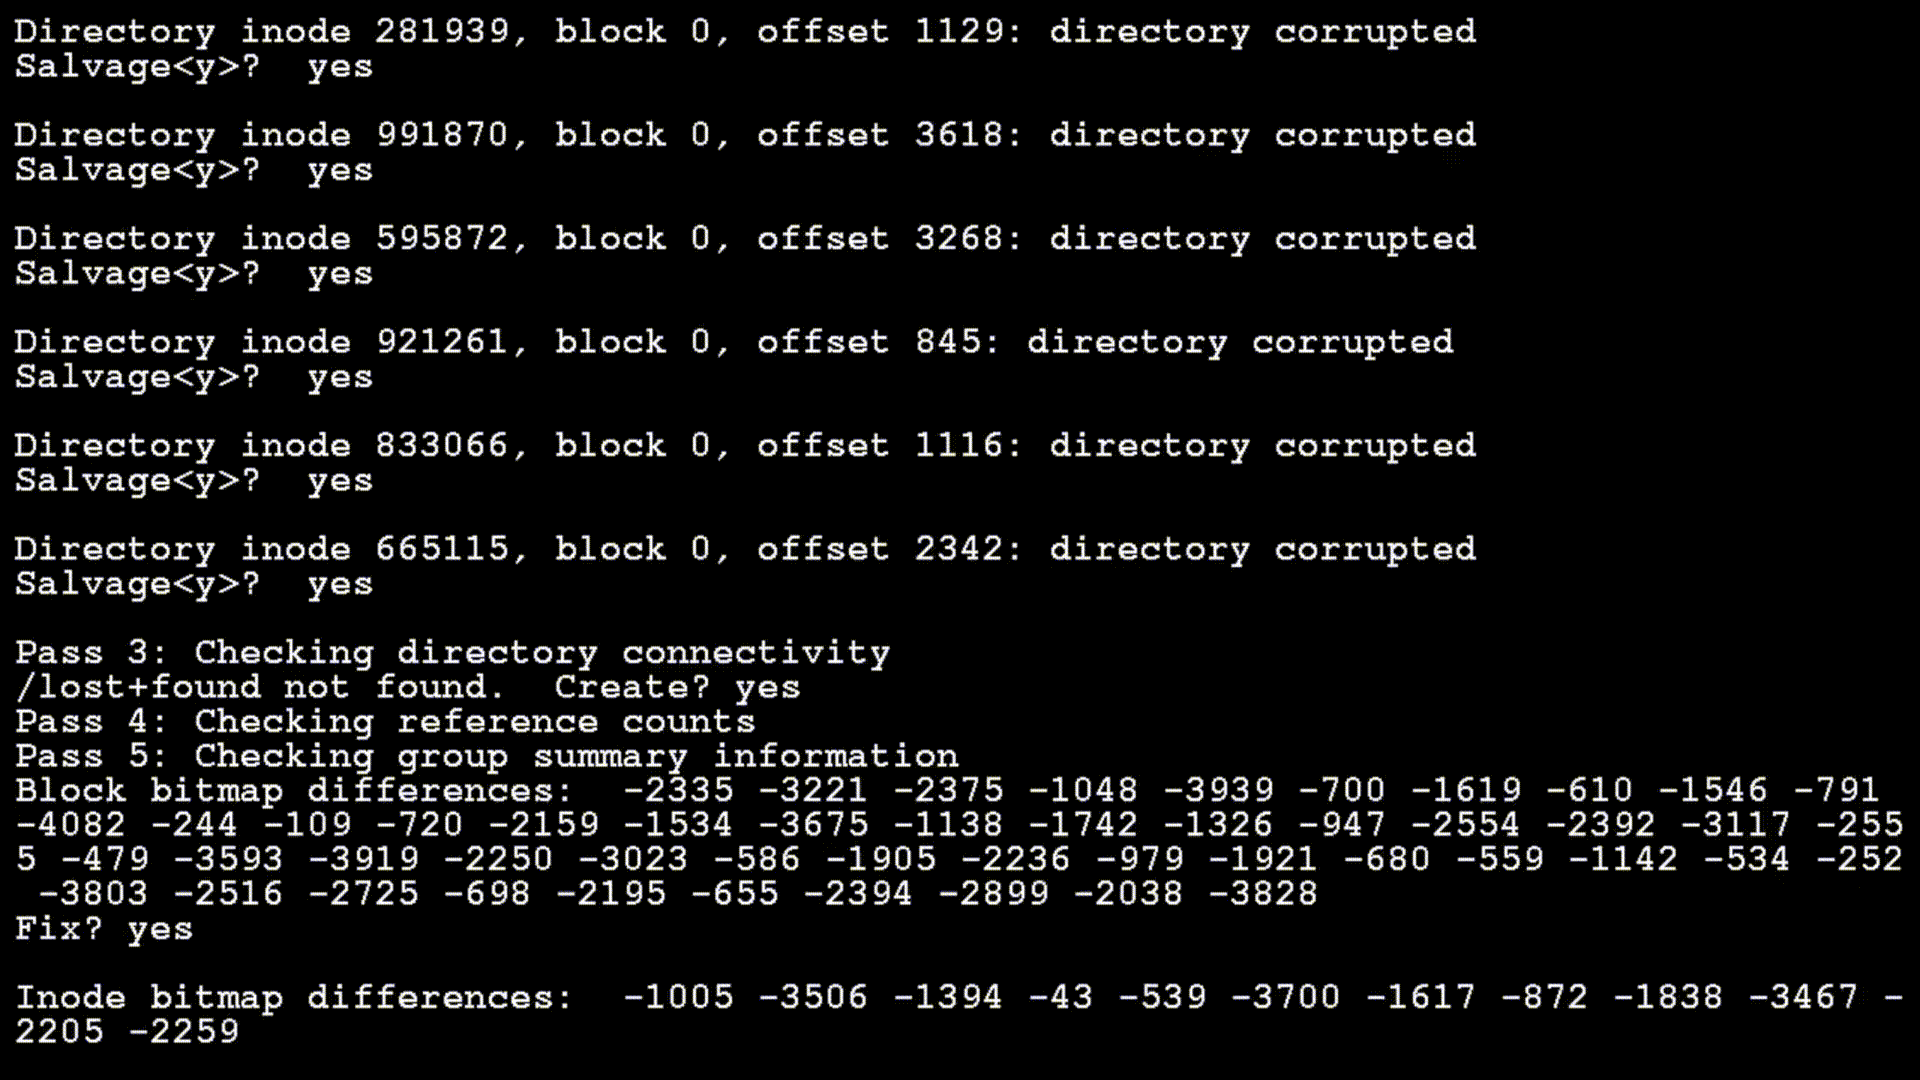 Directory inode 281939, block 0, offset 1129: directory corrupted
Salvage<y>?  yes
Directory inode 991870, block 0, offset 3618: directory corrupted
Salvage<y>?  yes
Directory inode 595872, block 0, offset 3268: directory corrupted
Salvage<y>?  yes
Directory inode 921261, block 0, offset 845: directory corrupted
Salvage<y>?  yes
Directory inode 833066, block 0, offset 1116: directory corrupted
Salvage<y>?  yes
Directory inode 665115, block 0, offset 2342: directory corrupted
Salvage<y>?  yes
Pass 3: Checking directory connectivity
/lost+found not found.  Create? yes
Pass 4: Checking reference counts
Pass 5: Checking group summary information
Block bitmap differences:  -2335 -3221 -2375 -1048 -3939 -700 -1619 -610 -1546 -791
-4082 -244 -109 -720 -2159 -1534 -3675 -1138 -1742 -1326 -947 -2554 -2392 -3117 -255
5 -479 -3593 -3919 -2250 -3023 -586 -1905 -2236 -979 -1921 -680 -559 -1142 -534 -252
-3803 -2516 -2725 -698 -2195 -655 -2394 -2899 -2038 -3828
Fix? yes
Inode bitmap differences:  -1005 -3506 -1394 -43 -539 -3700 -1617 -872 -1838 -3467 -
2205 -2259